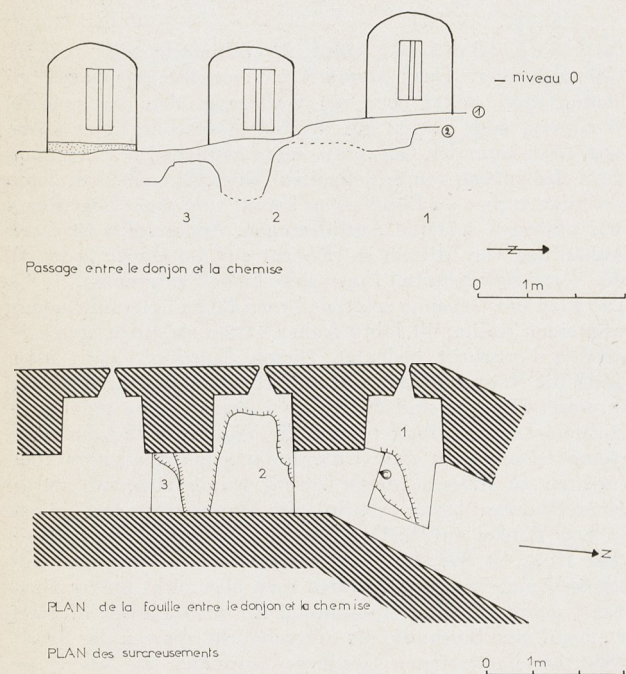 niveau 0
1
2
3 2 1
N
Passage entre le donjon et la chemise
0 1m
1
2
3
N
PLAN de la fouille entre le donjon et la chemise
PLAN des surcreusements
0 1m